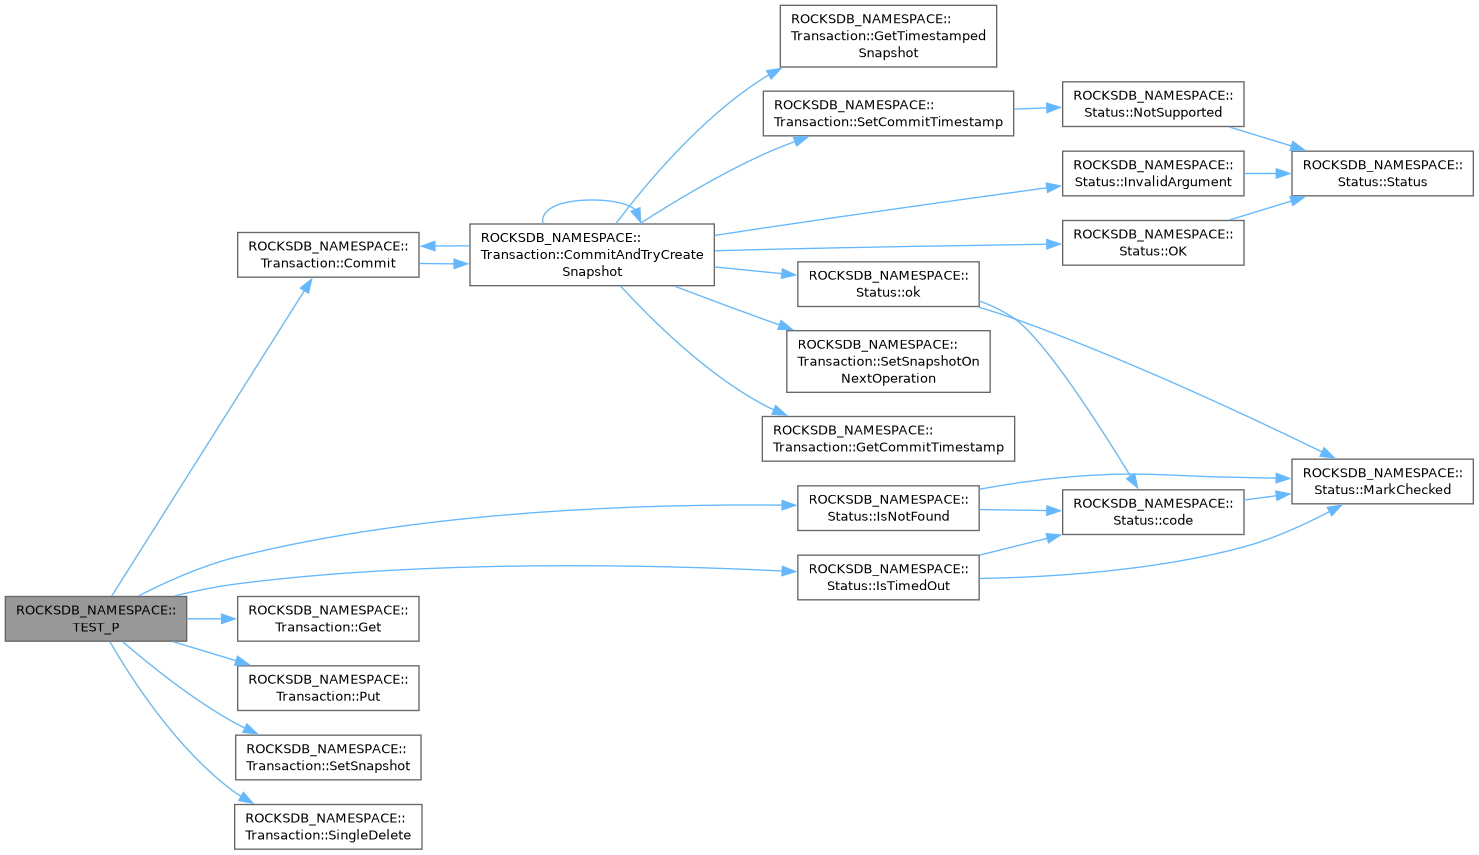 ROCKSDB_NAMESPACE::
TEST_P
ROCKSDB_NAMESPACE::
Transaction::Commit
ROCKSDB_NAMESPACE::
Transaction::CommitAndTryCreate
Snapshot
ROCKSDB_NAMESPACE::
Transaction::GetTimestamped
Snapshot
ROCKSDB_NAMESPACE::
Transaction::SetCommitTimestamp
ROCKSDB_NAMESPACE::
Status::NotSupported
ROCKSDB_NAMESPACE::
Status::InvalidArgument
ROCKSDB_NAMESPACE::
Status::Status
ROCKSDB_NAMESPACE::
Status::OK
ROCKSDB_NAMESPACE::
Status::ok
ROCKSDB_NAMESPACE::
Transaction::SetSnapshotOn
NextOperation
ROCKSDB_NAMESPACE::
Transaction::GetCommitTimestamp
ROCKSDB_NAMESPACE::
Status::IsNotFound
ROCKSDB_NAMESPACE::
Status::code
ROCKSDB_NAMESPACE::
Status::MarkChecked
ROCKSDB_NAMESPACE::
Status::IsTimedOut
ROCKSDB_NAMESPACE::
Transaction::Get
ROCKSDB_NAMESPACE::
Transaction::Put
ROCKSDB_NAMESPACE::
Transaction::SetSnapshot
ROCKSDB_NAMESPACE::
Transaction::SingleDelete